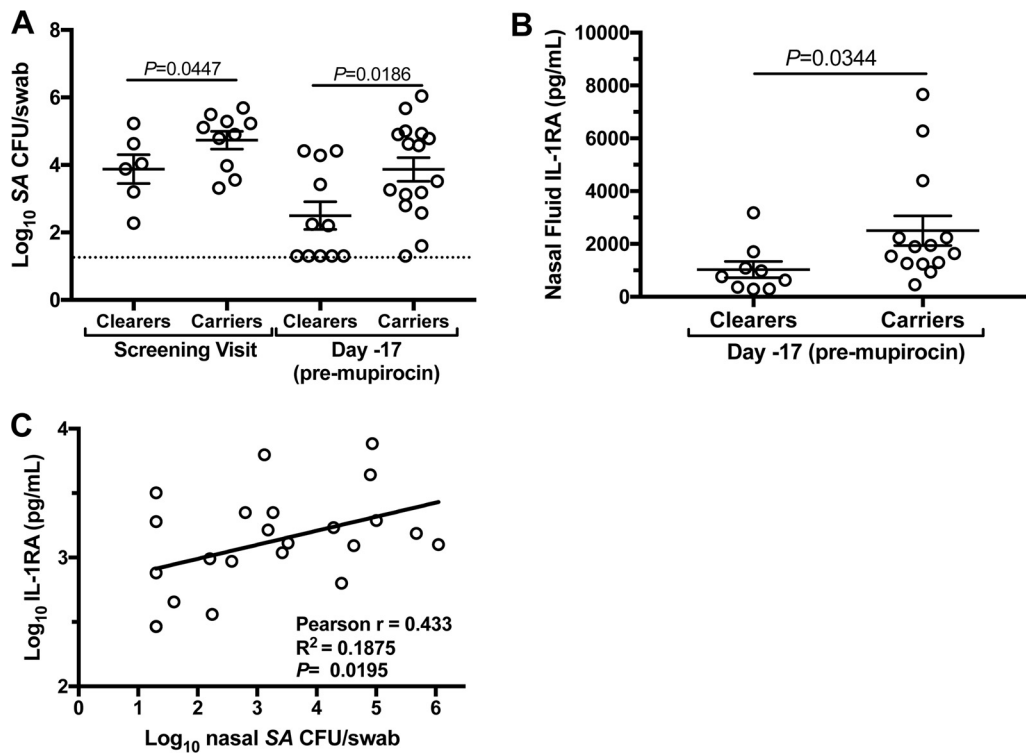 A
Log₁₀ SA CFU/swab
8
6
4
2
0
P=0.0447
P=0.0186
Clearers Carriers Clearers Carriers
Screening Visit Day -17
(pre-mupirocin)
B
Nasal Fluid IL-1RA (pg/mL)
10000
8000
6000
4000
2000
0
P=0.0344
Clearers Carriers
Day -17 (pre-mupirocin)
C
Log₁₀ IL-1RA (pg/mL)
4
3
2
Pearson r = 0.433
R² = 0.1875
P= 0.0195
0 1 2 3 4 5 6
Log₁₀ nasal SA CFU/swab